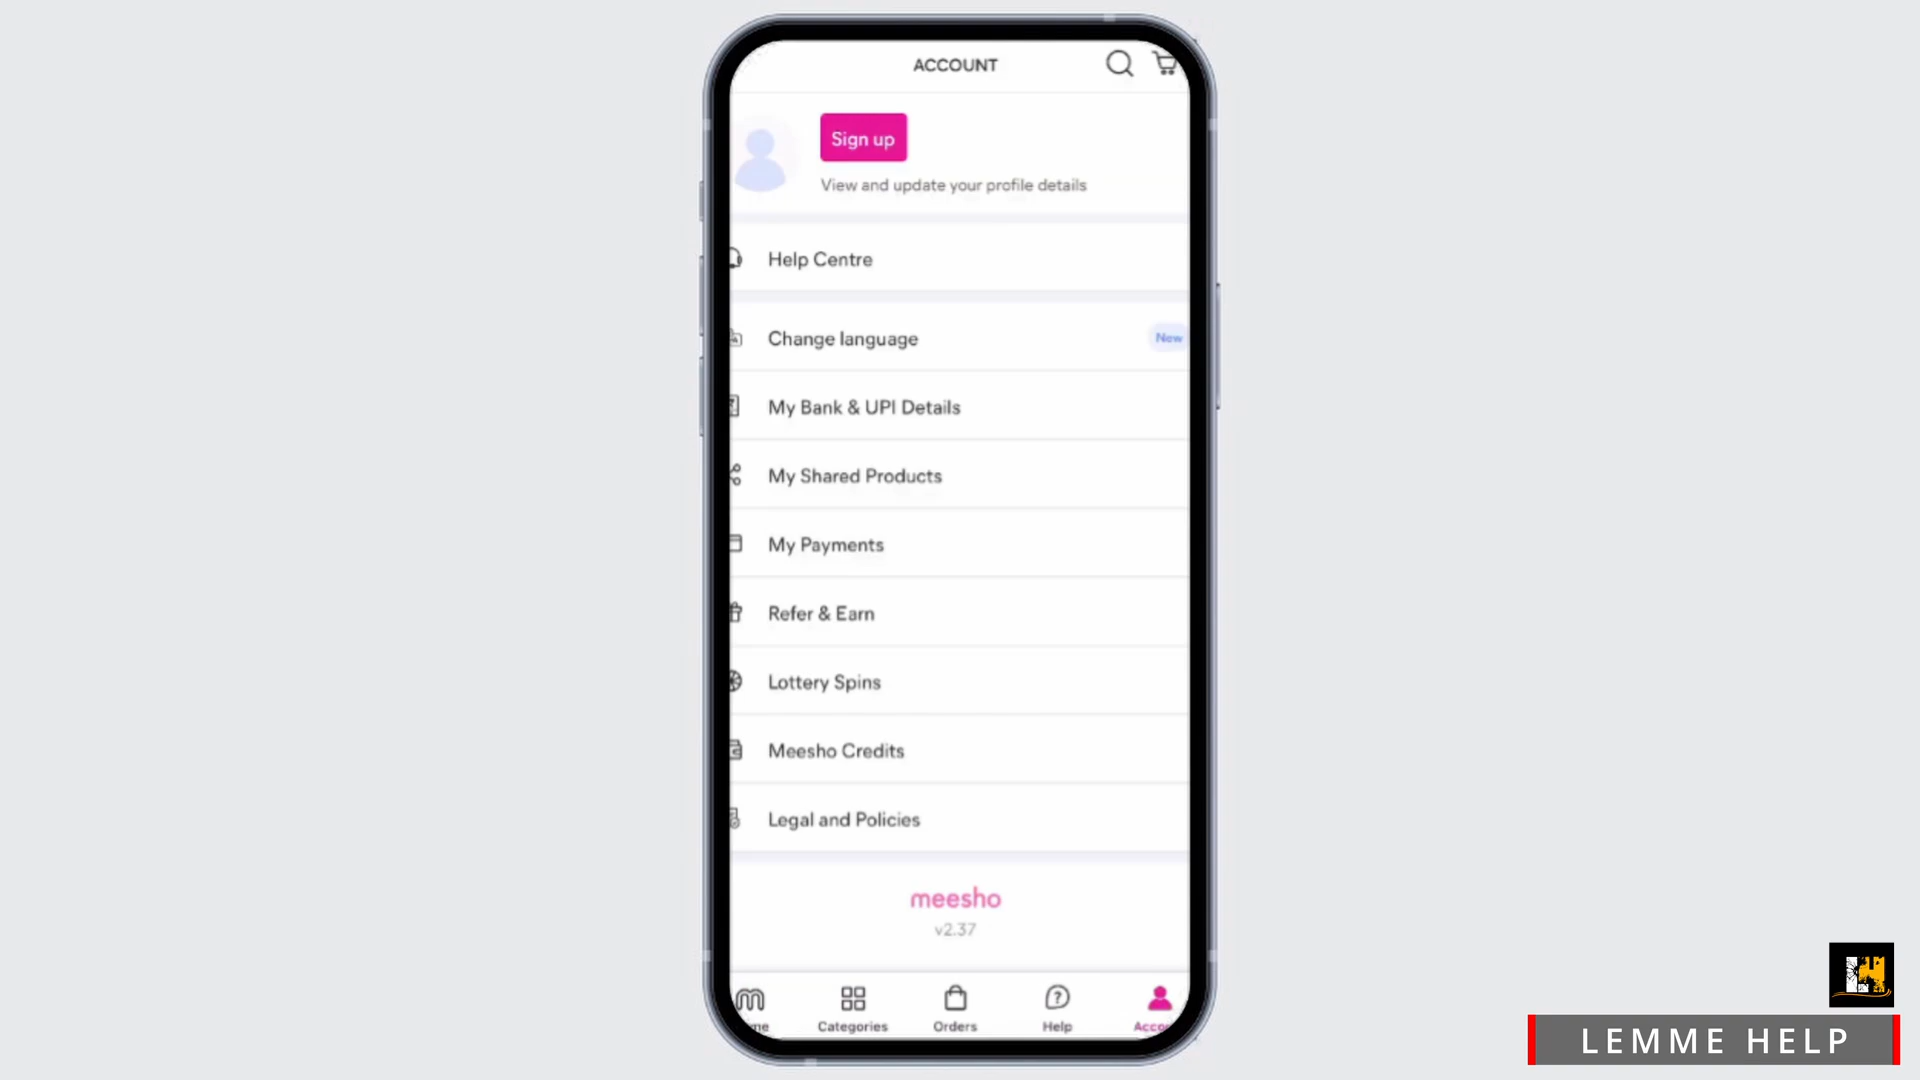 ACCOUNT
Sign up
View and update your profile details
Help Centre
Change language
New
My Bank & UPI Details
My Shared Products
My Payments
Refer & Earn
Lottery Spins
Meesho Credits
Legal and Policies
meesho
v2.37
Categories
Orders
Help
LEMME HELP